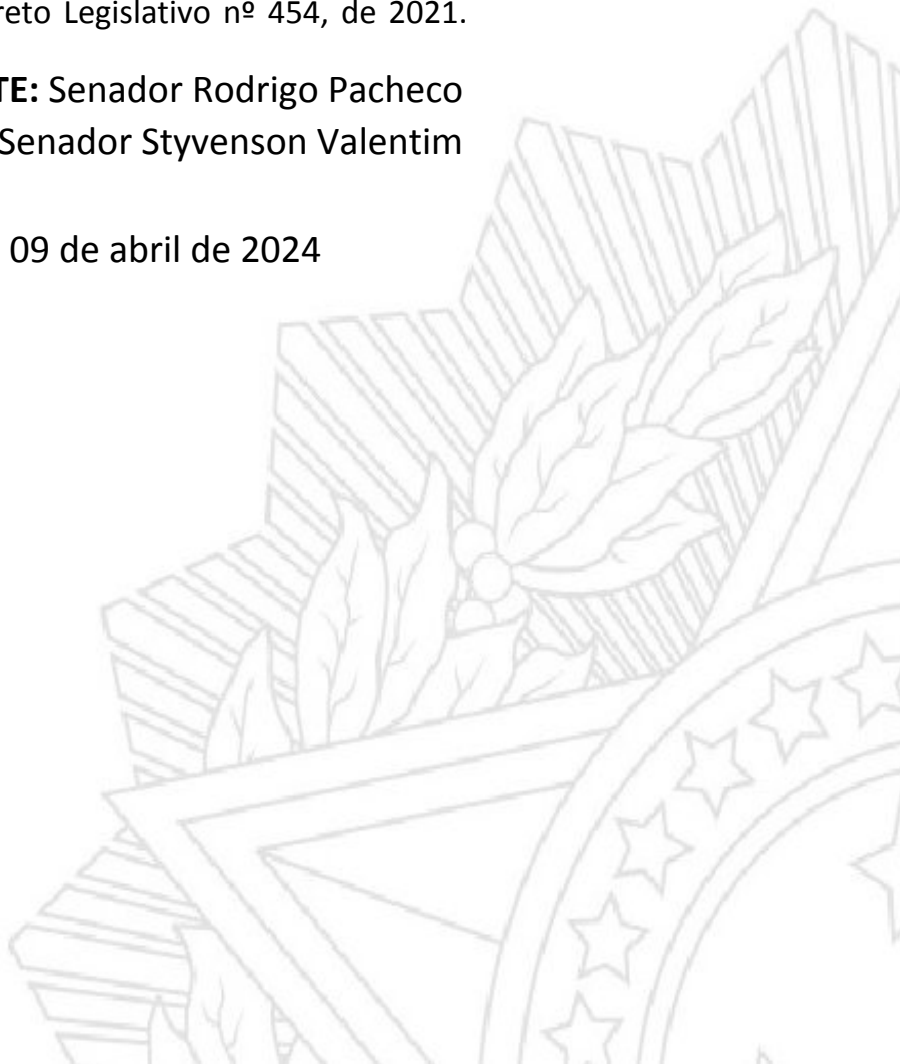 reto Legislativo nº 454, de 2021.
TE: Senador Rodrigo Pacheco
Senador Styvenson Valentim
09 de abril de 2024